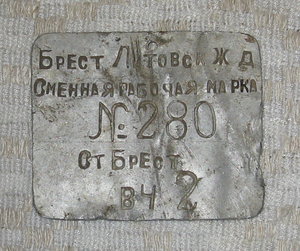 БРЕСТ ЛИТОВСК Ж Д
СМЕННАЯ РАБОЧАЯ МАРКА
№ 280
СТ БРЕСТ
ВЧ 2